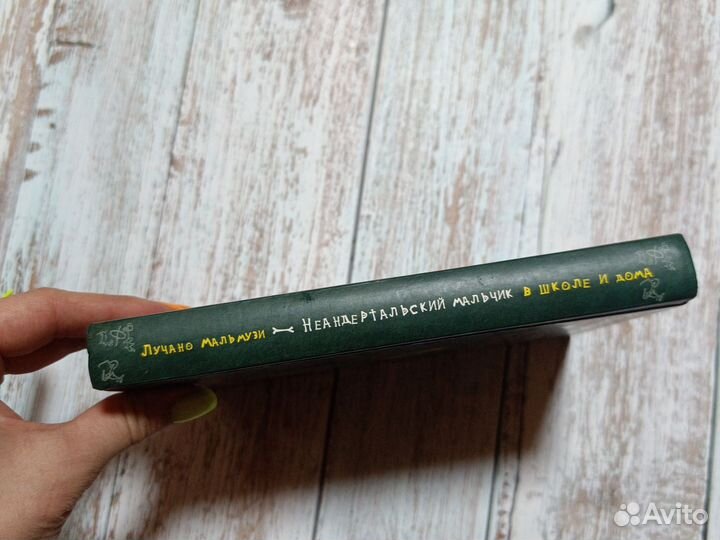 Лучано Мальмузи Неандертальский мальчик в школе и дома
Avito